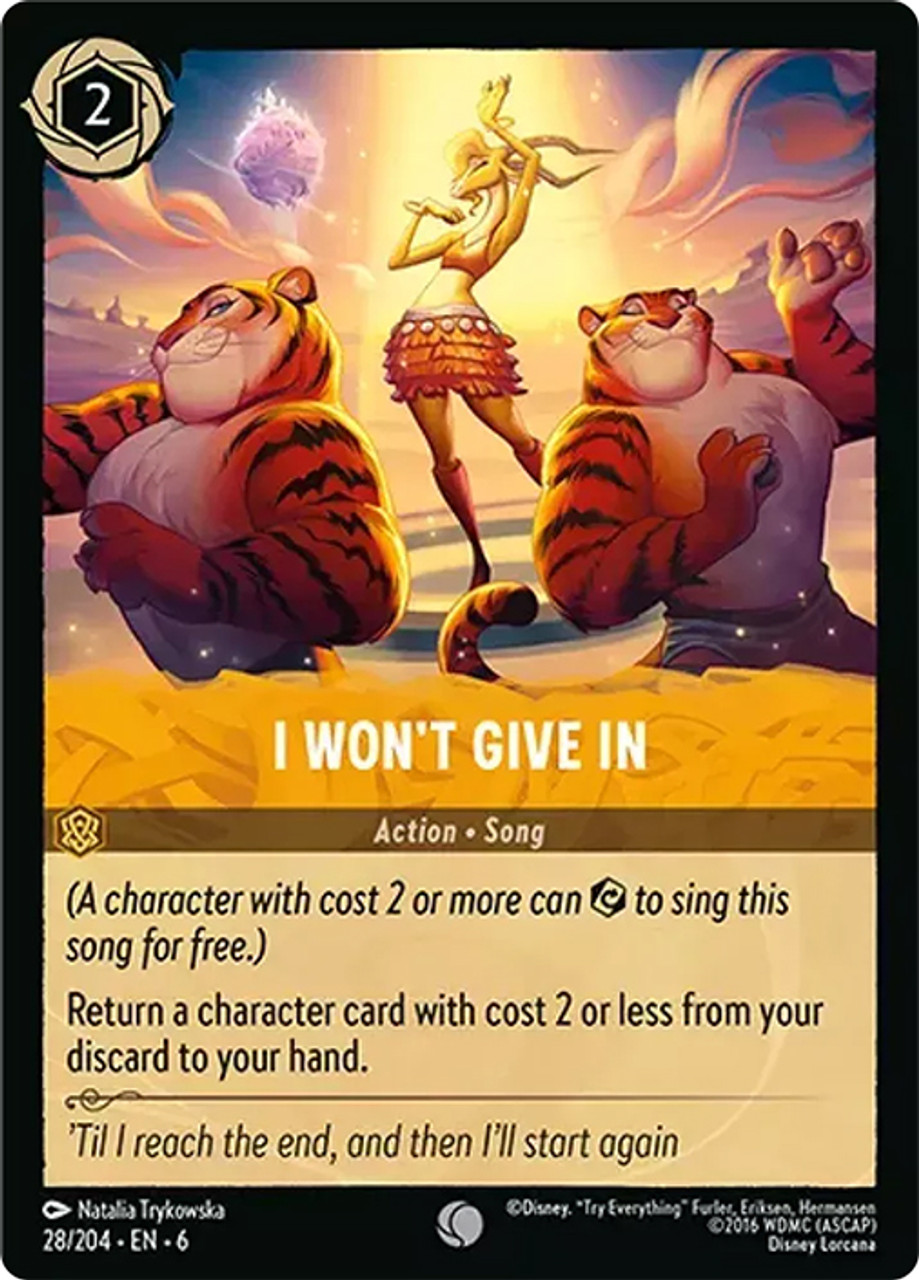 2
I WON'T GIVE IN
Action • Song
(A character with cost 2 or more can to sing this
song for free.)
Return a character card with cost 2 or less from your
discard to your hand.
'Til I reach the end, and then I'll start again
Natalia Trykowska
28/204 • EN • 6
©Disney. "Try Everything" Furler, Eriksen, Hermansen
©2016 WDMC (ASCAP)
Disney Lorcana